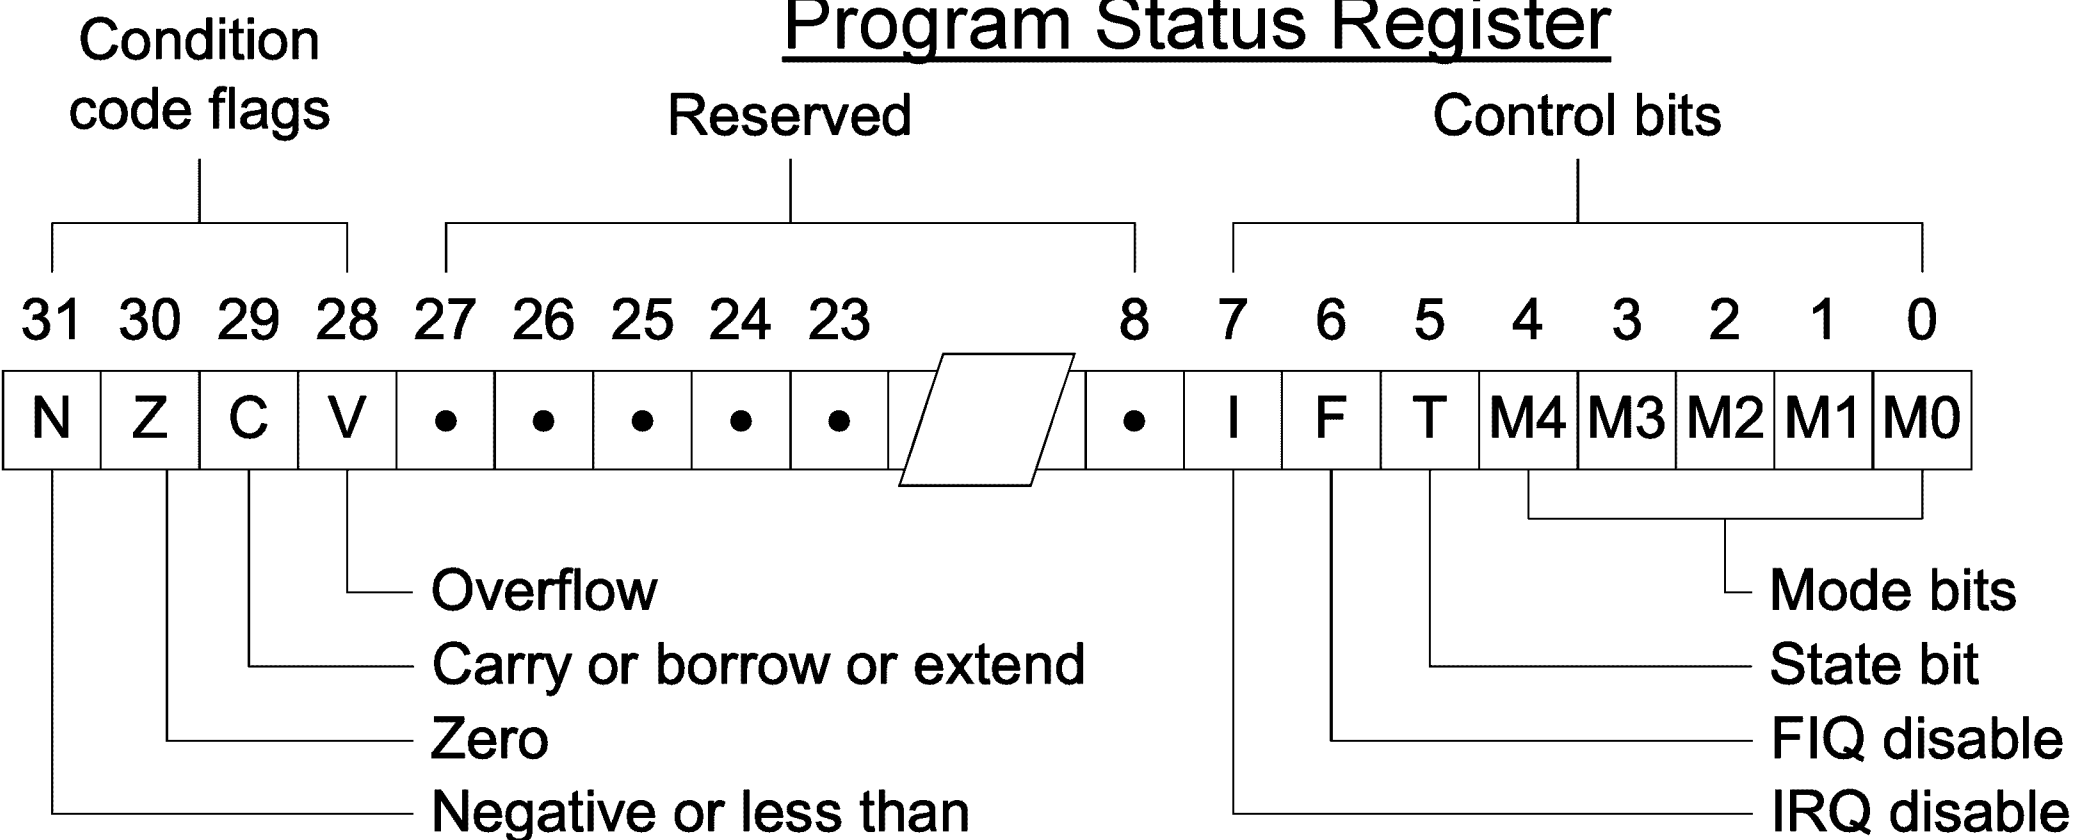 Program Status Register
Condition
code flags
Reserved
Control bits
31 30 29 28 27 26 25 24 23 8 7 6 5 4 3 2 1 0
N Z C V • • • • • • I F T M4 M3 M2 M1 M0
Overflow
Mode bits
Carry or borrow or extend
State bit
Zero
FIQ disable
Negative or less than
IRQ disable